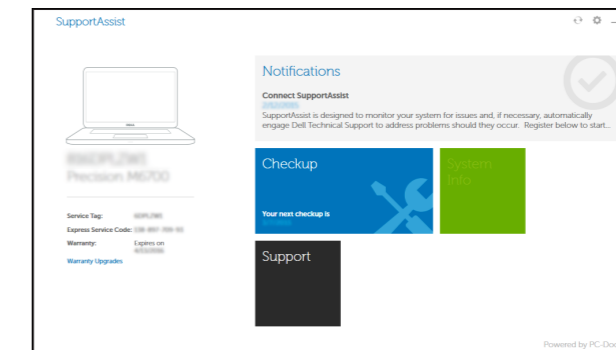 SupportAssist
Notifications
Connect SupportAssist
SupportAssist is designed to monitor your system for issues and, if necessary, automatically
engage Dell Technical Support to address problems should they occur. Register below to start...
Checkup
System
Info
Your next checkup is
Support
Precision M6700
Service Tag:
Express Service Code:
Warranty: Expires on
Warranty Upgrades
Powered by PC-Doc